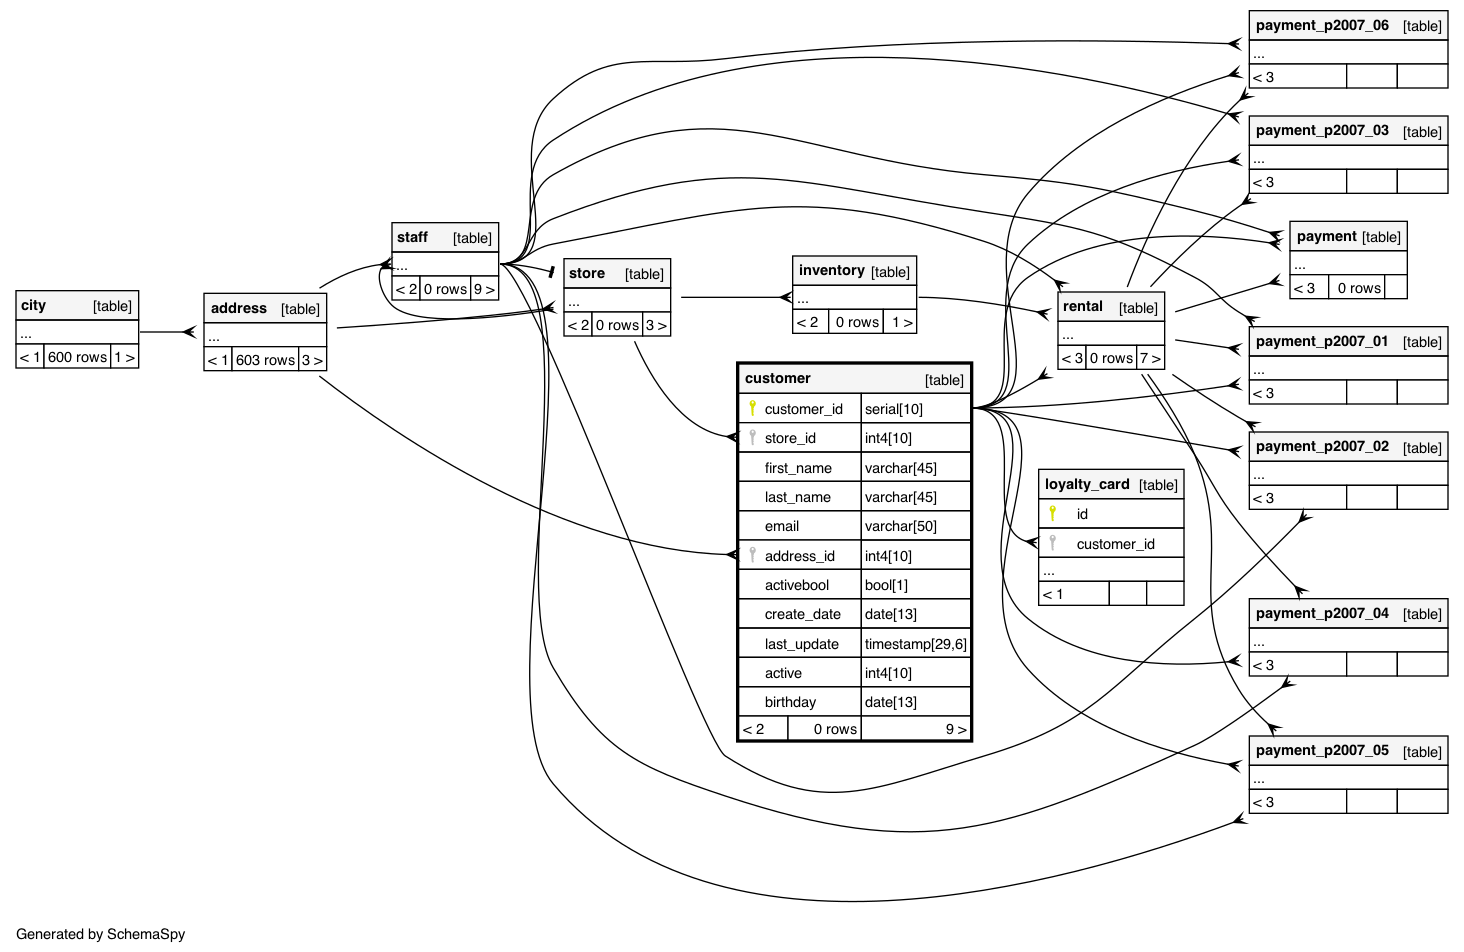 city [table]
...
< 1 600 rows 1 >
address [table]
...
< 1 603 rows 3 >
staff [table]
...
< 2 0 rows 9 >
store [table]
...
< 2 0 rows 3 >
inventory [table]
...
< 2 0 rows 1 >
customer [table]
customer_id serial[10]
store_id int4[10]
first_name varchar[45]
last_name varchar[45]
email varchar[50]
address_id int4[10]
activebool bool[1]
create_date date[13]
last_update timestamp[29,6]
active int4[10]
birthday date[13]
< 2 0 rows 9 >
rental [table]
...
< 3 0 rows 7 >
loyalty_card [table]
id
customer_id
...
< 1
payment_p2007_06 [table]
...
< 3
payment_p2007_03 [table]
...
< 3
payment [table]
...
< 3 0 rows
payment_p2007_01 [table]
...
< 3
payment_p2007_02 [table]
...
< 3
payment_p2007_04 [table]
...
< 3
payment_p2007_05 [table]
...
< 3
Generated by SchemaSpy